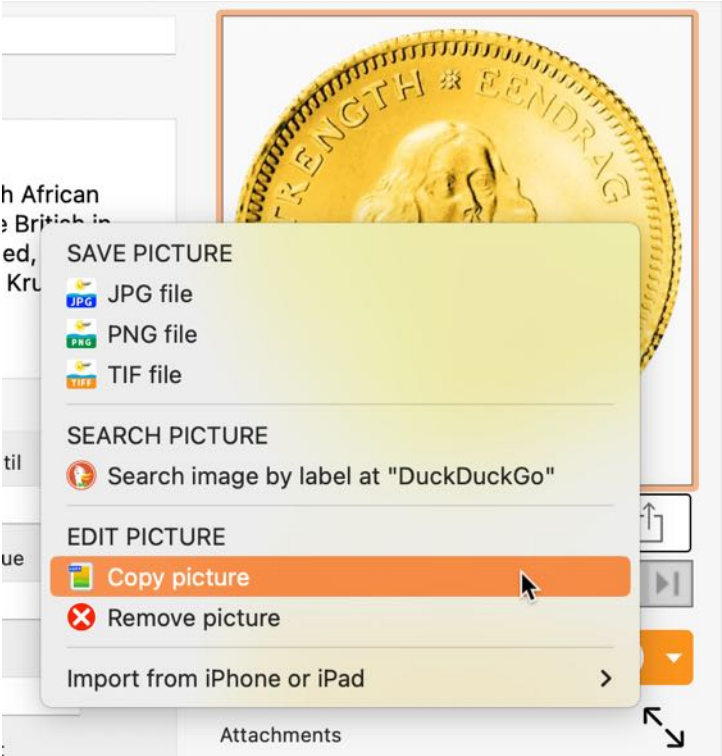 STRENGTH ❊ EENDRAG
h African
e British in
ed,
Kru
SAVE PICTURE
JPG JPG file
PNG PNG file
TIFF TIF file
SEARCH PICTURE
til
Search image by label at "DuckDuckGo"
EDIT PICTURE
ue
Copy picture
Remove picture
Import from iPhone or iPad
Attachments